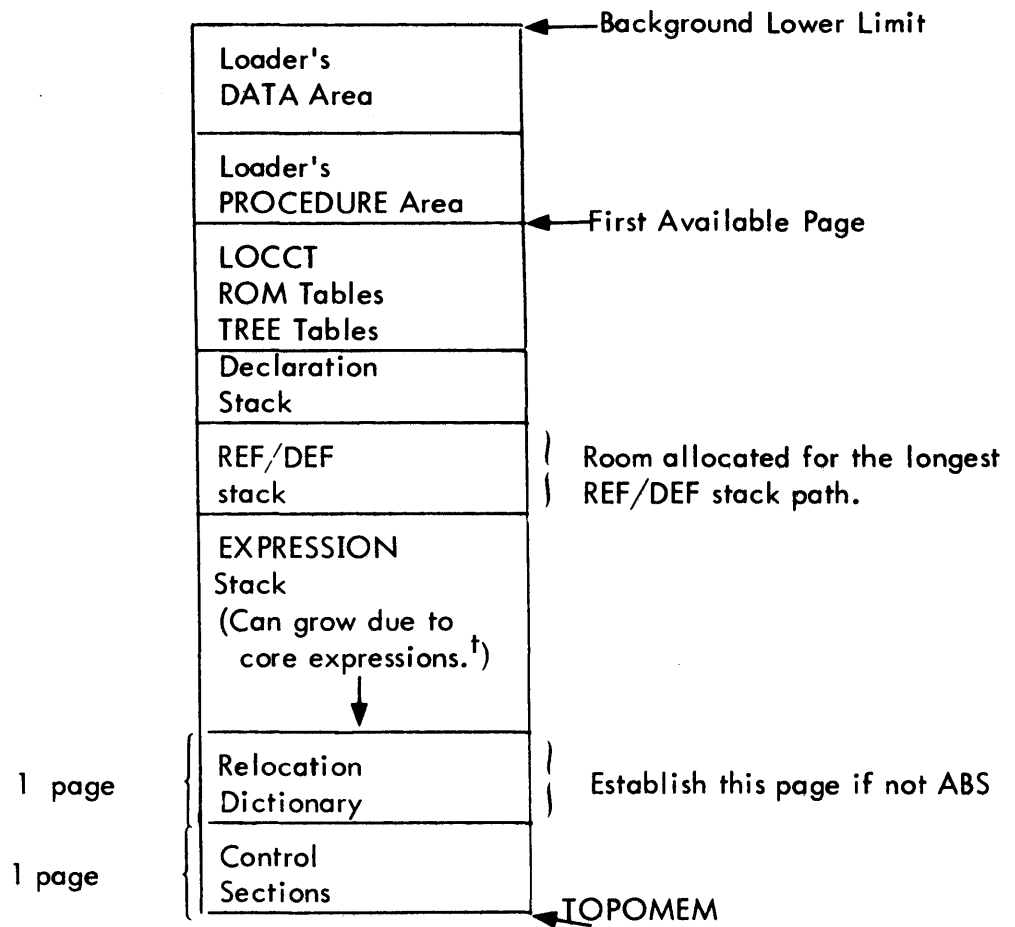 Background Lower Limit
Loader's
DATA Area
Loader's
PROCEDURE Area
First Available Page
LOCCT
ROM Tables
TREE Tables
Declaration
Stack
REF/DEF
stack
Room allocated for the longest
REF/DEF stack path.
EXPRESSION
Stack
(Can grow due to
core expressions.†)
1 page
Relocation
Dictionary
Establish this page if not ABS
1 page
Control
Sections
TOPOMEM